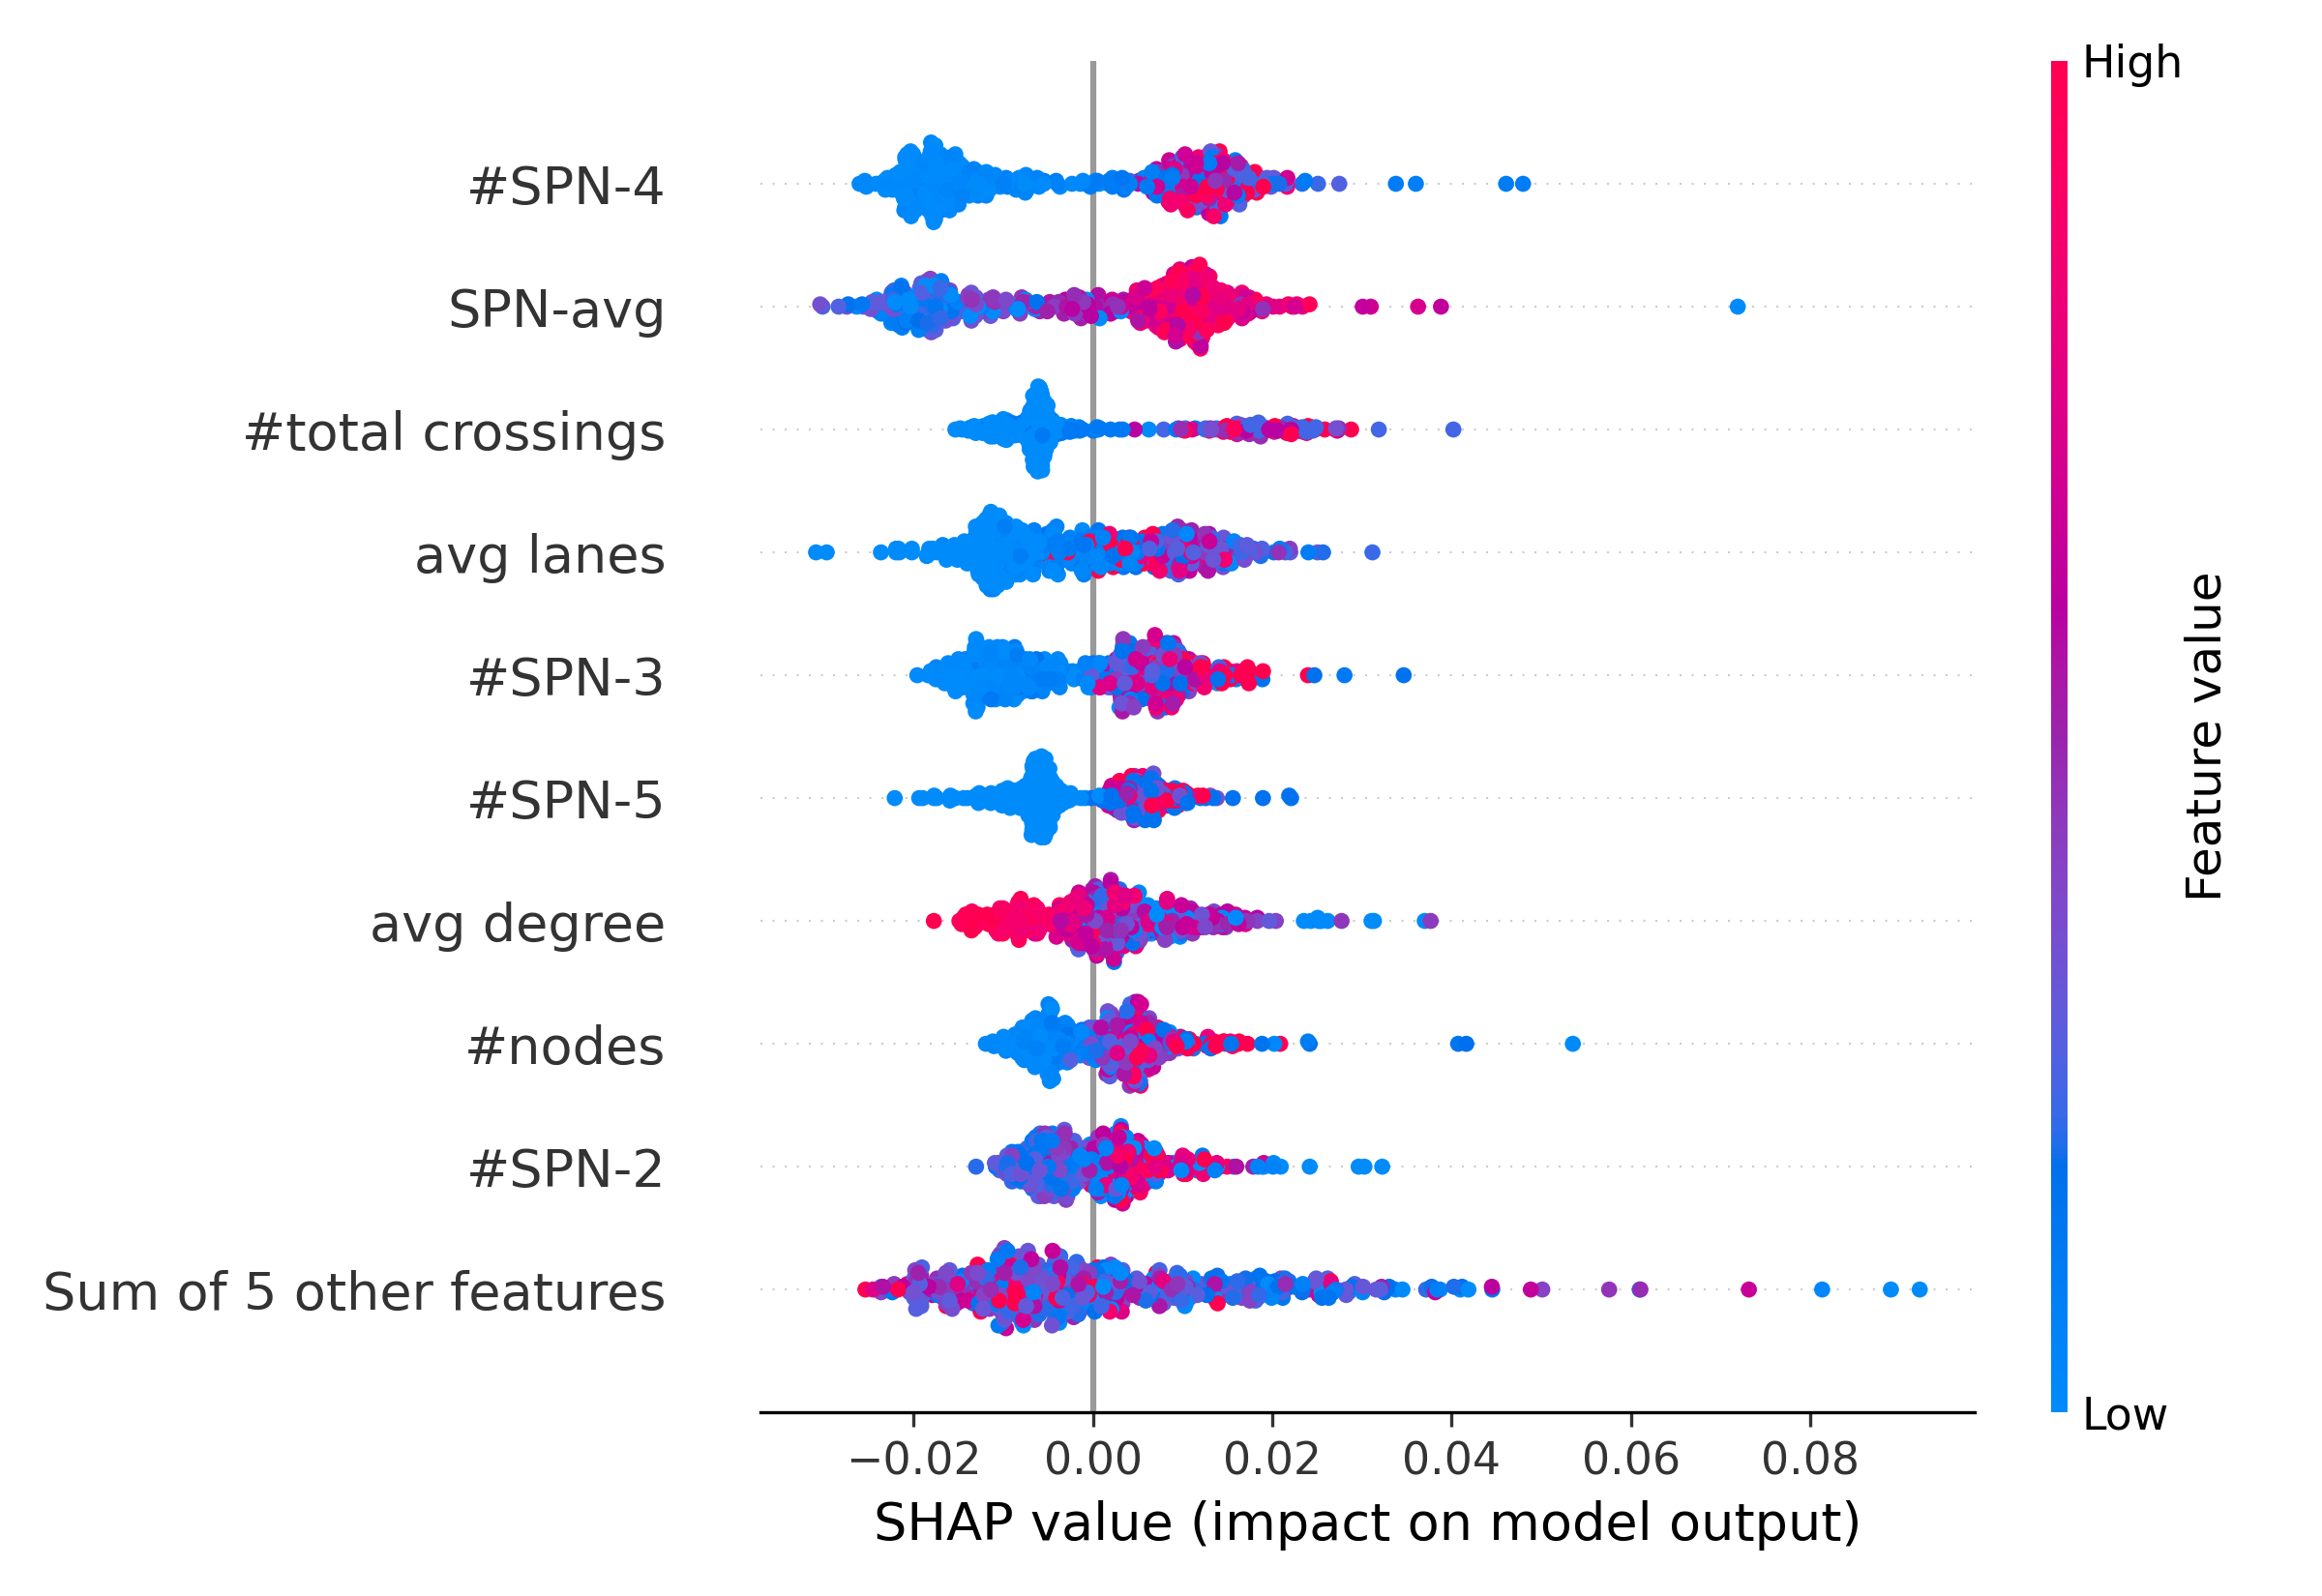 High
#SPN-4
SPN-avg
#total crossings
avg lanes
#SPN-3
#SPN-5
avg degree
#nodes
#SPN-2
Sum of 5 other features
Feature value
Low
−0.02 0.00 0.02 0.04 0.06 0.08
SHAP value (impact on model output)